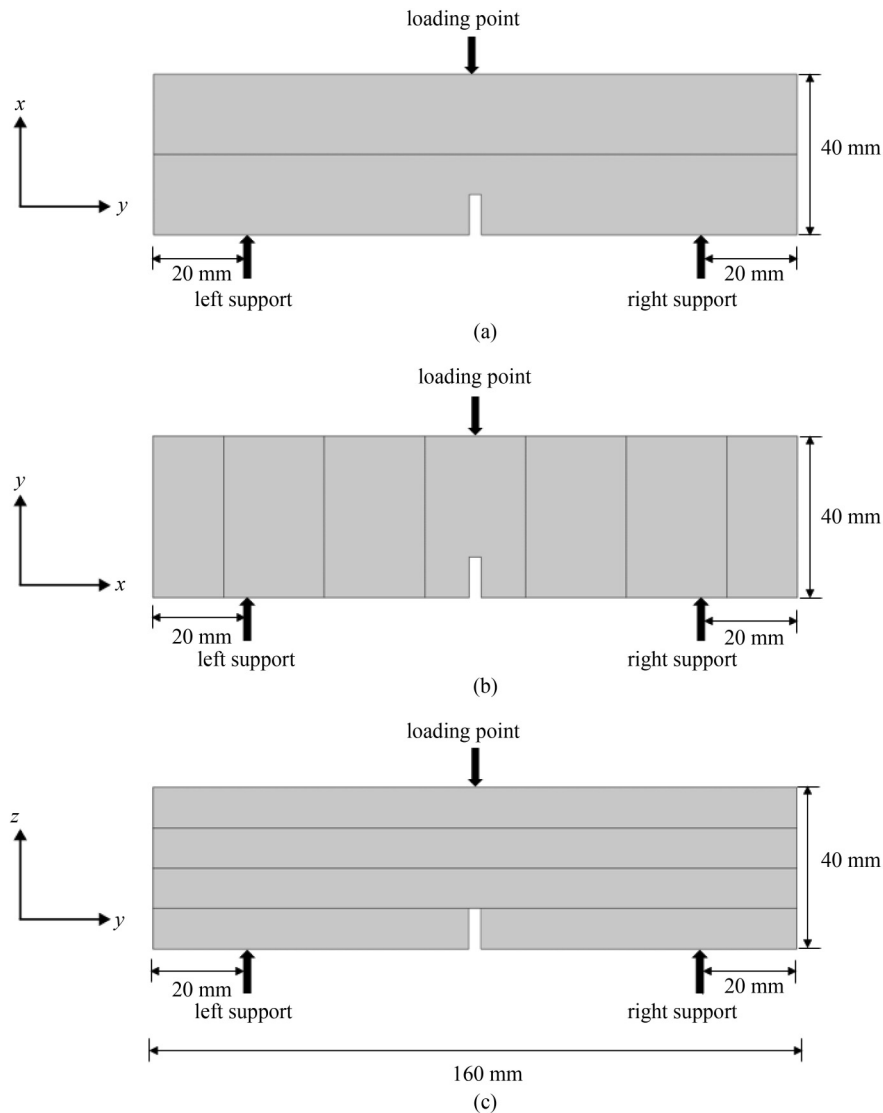 loading point
x
40 mm
y
20 mm
20 mm
left support
right support
(a)
loading point
y
40 mm
x
20 mm
20 mm
left support
right support
(b)
loading point
z
40 mm
y
20 mm
20 mm
left support
right support
160 mm
(c)